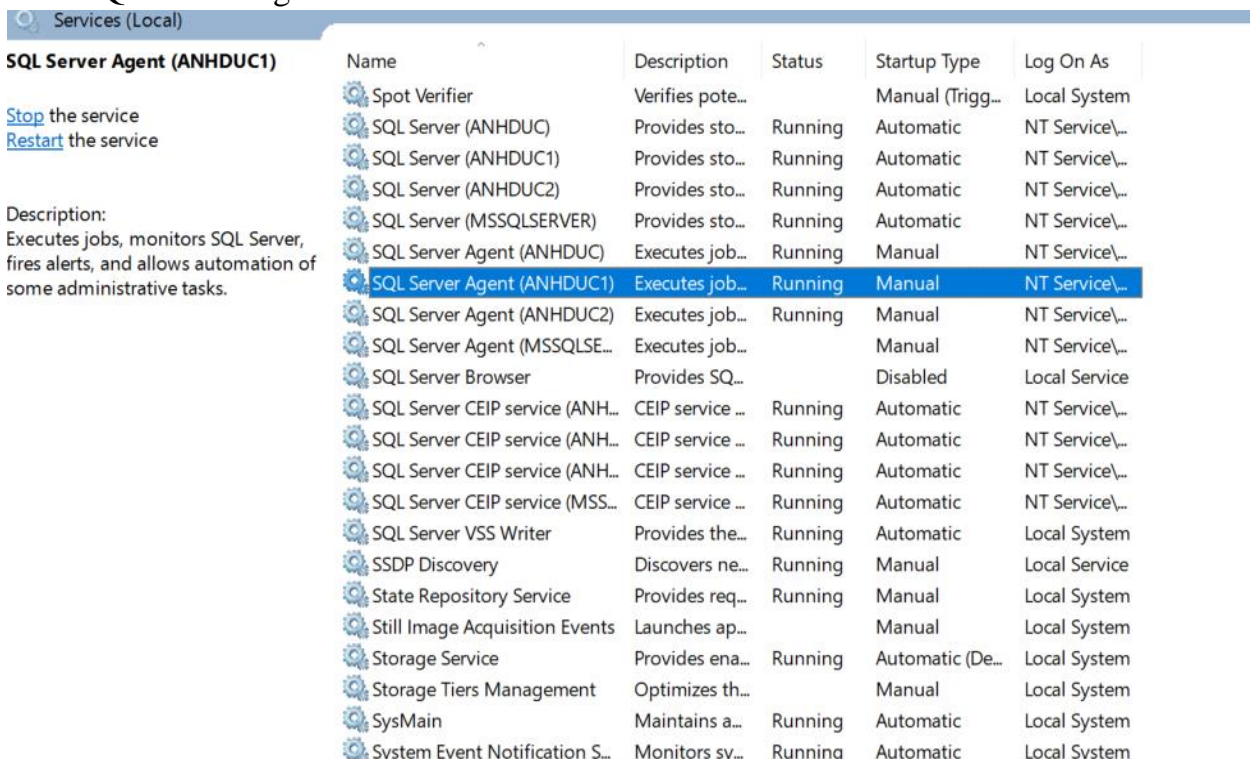 Services (Local)
SQL Server Agent (ANHDUC1)
Stop the service
Restart the service
Description:
Executes jobs, monitors SQL Server,
fires alerts, and allows automation of
some administrative tasks.
Name Description Status Startup Type Log On As
Spot Verifier Verifies pote... Manual (Trigg... Local System
SQL Server (ANHDUC) Provides sto... Running Automatic NT Service\...
SQL Server (ANHDUC1) Provides sto... Running Automatic NT Service\...
SQL Server (ANHDUC2) Provides sto... Running Automatic NT Service\...
SQL Server (MSSQLSERVER) Provides sto... Running Automatic NT Service\...
SQL Server Agent (ANHDUC) Executes job... Running Manual NT Service\...
SQL Server Agent (ANHDUC1) Executes job... Running Manual NT Service\...
SQL Server Agent (ANHDUC2) Executes job... Running Manual NT Service\...
SQL Server Agent (MSSQLSE... Executes job... Manual NT Service\...
SQL Server Browser Provides SQ... Disabled Local Service
SQL Server CEIP service (ANH... CEIP service ... Running Automatic NT Service\...
SQL Server CEIP service (ANH... CEIP service ... Running Automatic NT Service\...
SQL Server CEIP service (ANH... CEIP service ... Running Automatic NT Service\...
SQL Server CEIP service (MSS... CEIP service ... Running Automatic NT Service\...
SQL Server VSS Writer Provides the... Running Automatic Local System
SSDP Discovery Discovers ne... Running Manual Local Service
State Repository Service Provides req... Running Manual Local System
Still Image Acquisition Events Launches ap... Manual Local System
Storage Service Provides ena... Running Automatic (De... Local System
Storage Tiers Management Optimizes th... Manual Local System
SysMain Maintains a... Running Automatic Local System
System Event Notification S... Monitors sy... Running Automatic Local System